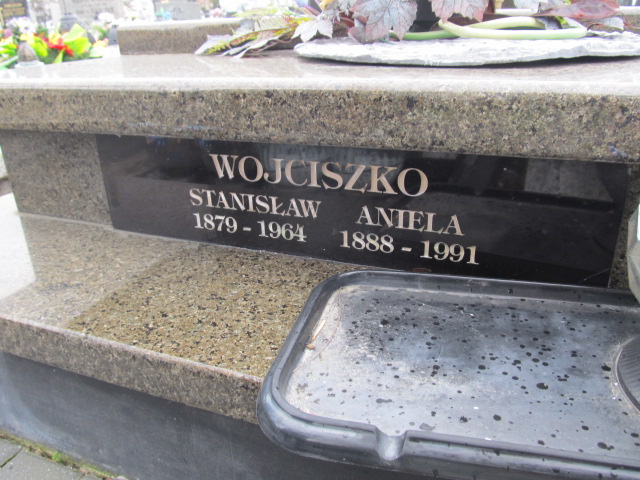 WOJCISZKO
STANISŁAW ANIELA
1879 - 1964 1888 - 1991